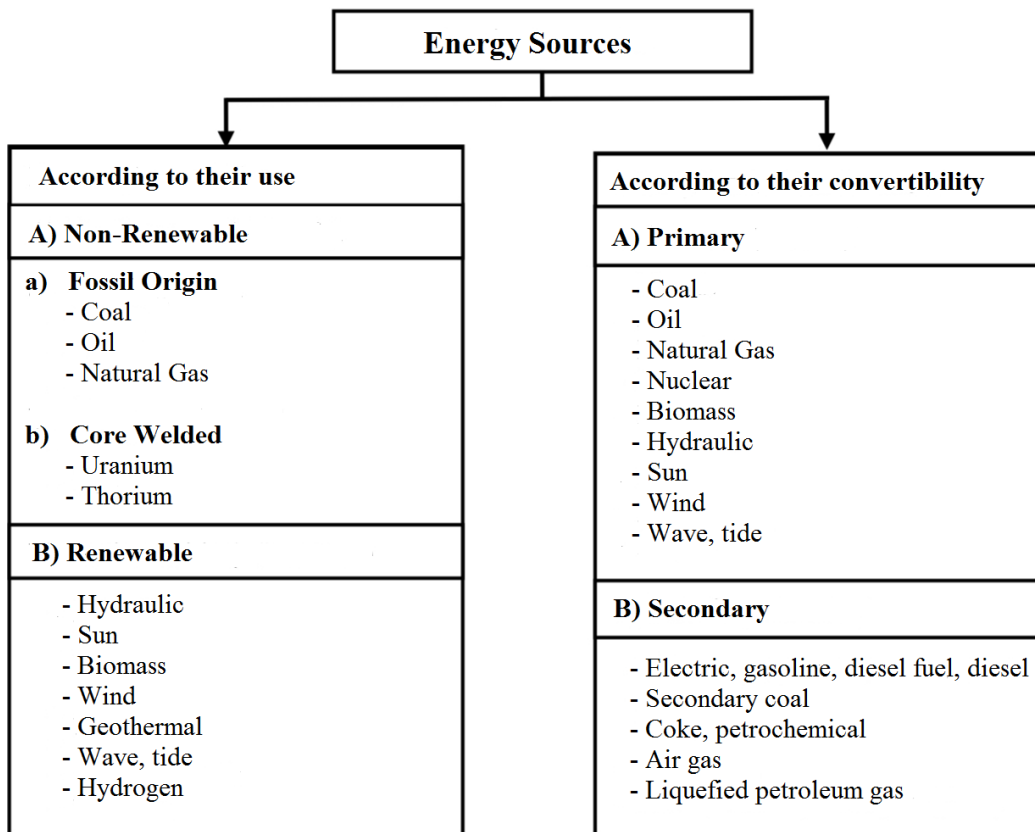 Energy Sources
According to their use
A) Non-Renewable
a) Fossil Origin
- Coal
- Oil
- Natural Gas
b) Core Welded
- Uranium
- Thorium
B) Renewable
- Hydraulic
- Sun
- Biomass
- Wind
- Geothermal
- Wave, tide
- Hydrogen
According to their convertibility
A) Primary
- Coal
- Oil
- Natural Gas
- Nuclear
- Biomass
- Hydraulic
- Sun
- Wind
- Wave, tide
B) Secondary
- Electric, gasoline, diesel fuel, diesel
- Secondary coal
- Coke, petrochemical
- Air gas
- Liquefied petroleum gas